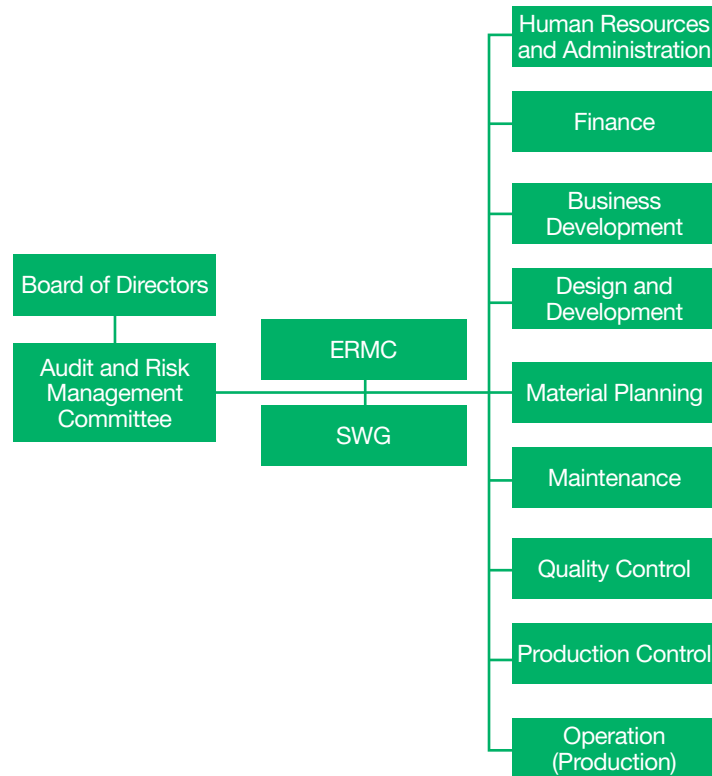 Board of Directors
Audit and Risk
Management
Committee
ERMC
SWG
Human Resources
and Administration
Finance
Business
Development
Design and
Development
Material Planning
Maintenance
Quality Control
Production Control
Operation
(Production)